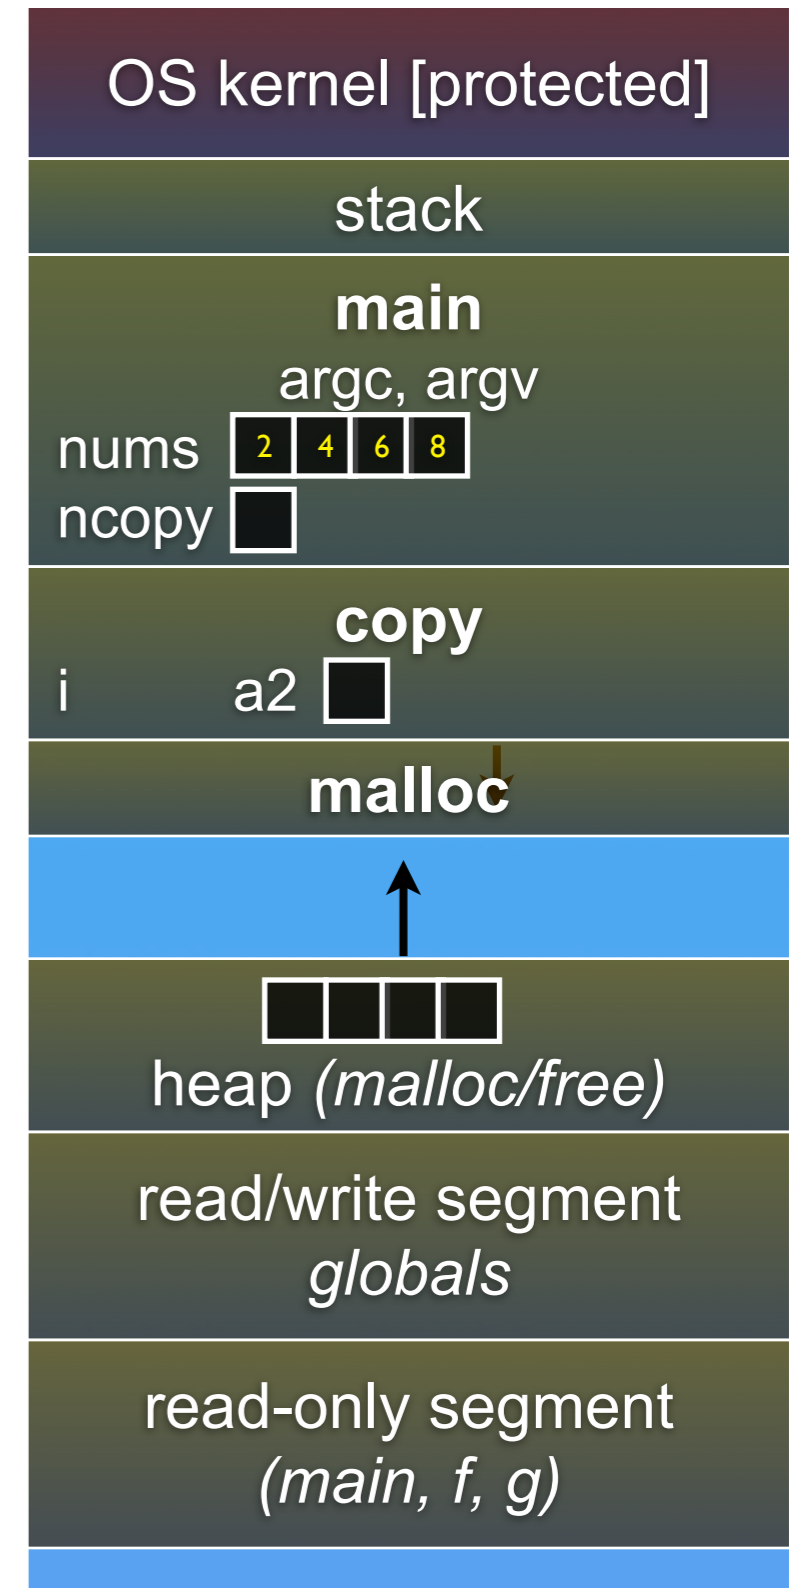 OS kernel [protected]
stack
main
argc, argv
nums 2 4 6 8
ncopy
copy
i a2
malloc
heap (malloc/free)
read/write segment
globals
read-only segment
(main, f, g)